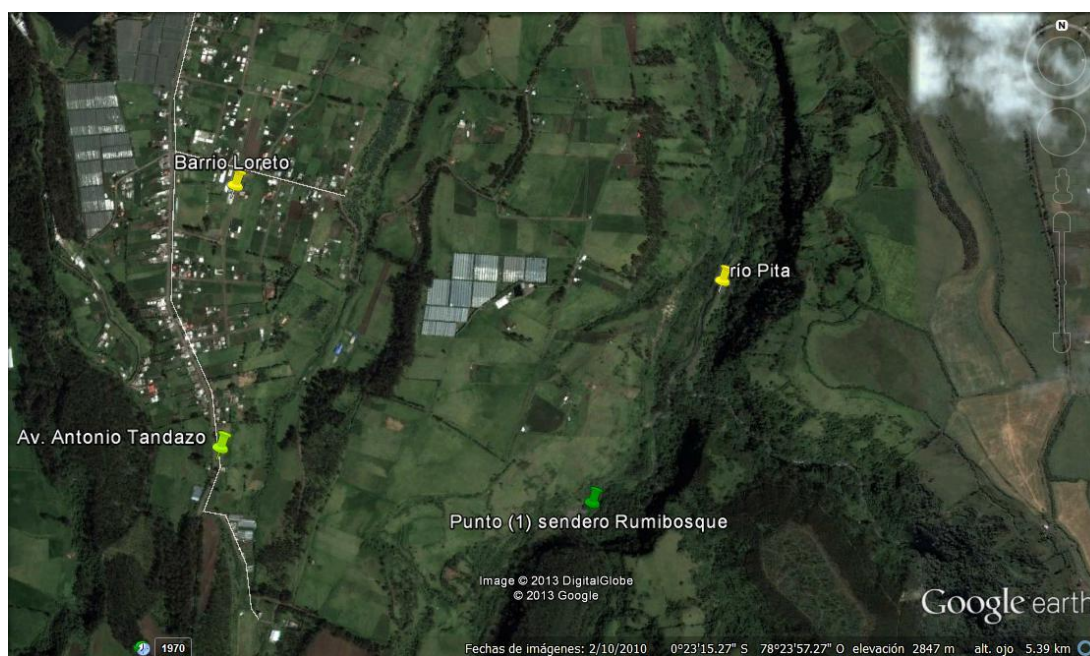 N
Barrio Loreto
río Pita
Av. Antonio Tandazo
Punto (1) sendero Rumibosque
Image © 2013 DigitalGlobe
© 2013 Google
Google earth
1970
Fechas de imágenes: 2/10/2010 0°23'15.27" S 78°23'57.27" O elevación 2847 m alt. ojo 5.39 km